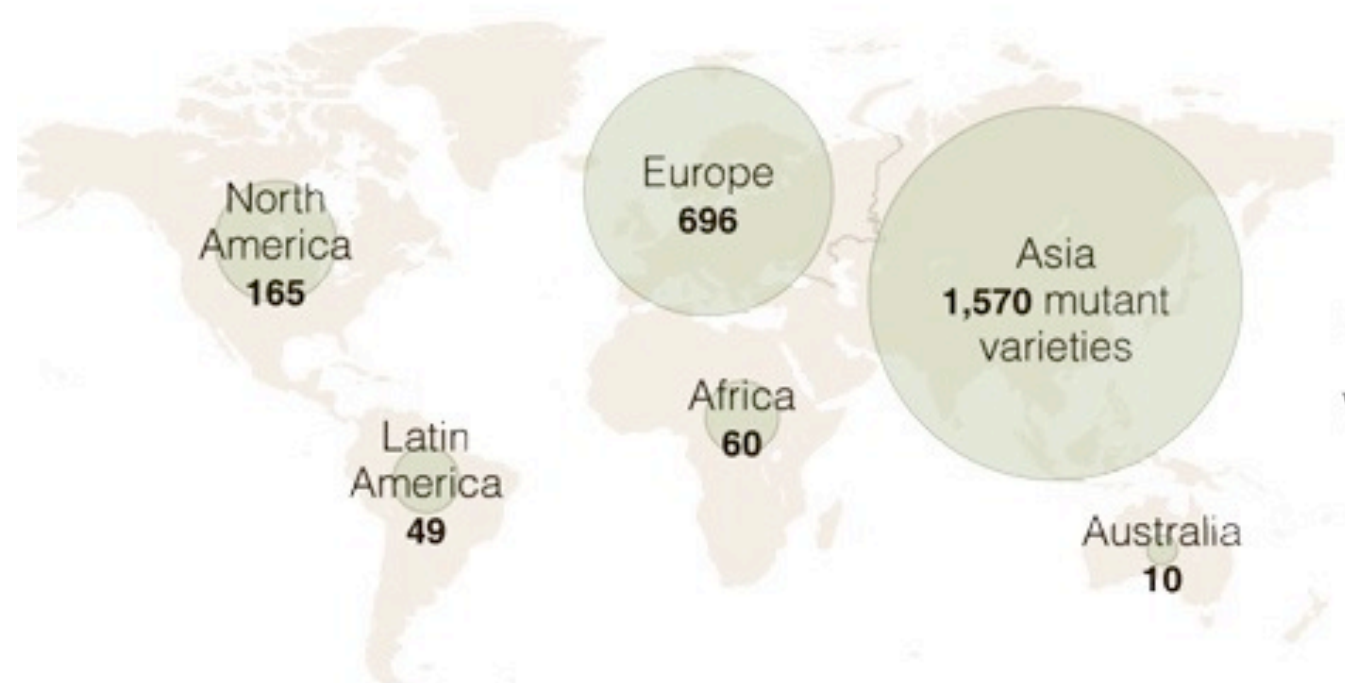 North
America
165
Europe
696
Asia
1,570 mutant
varieties
Africa
60
Latin
America
49
Australia
10